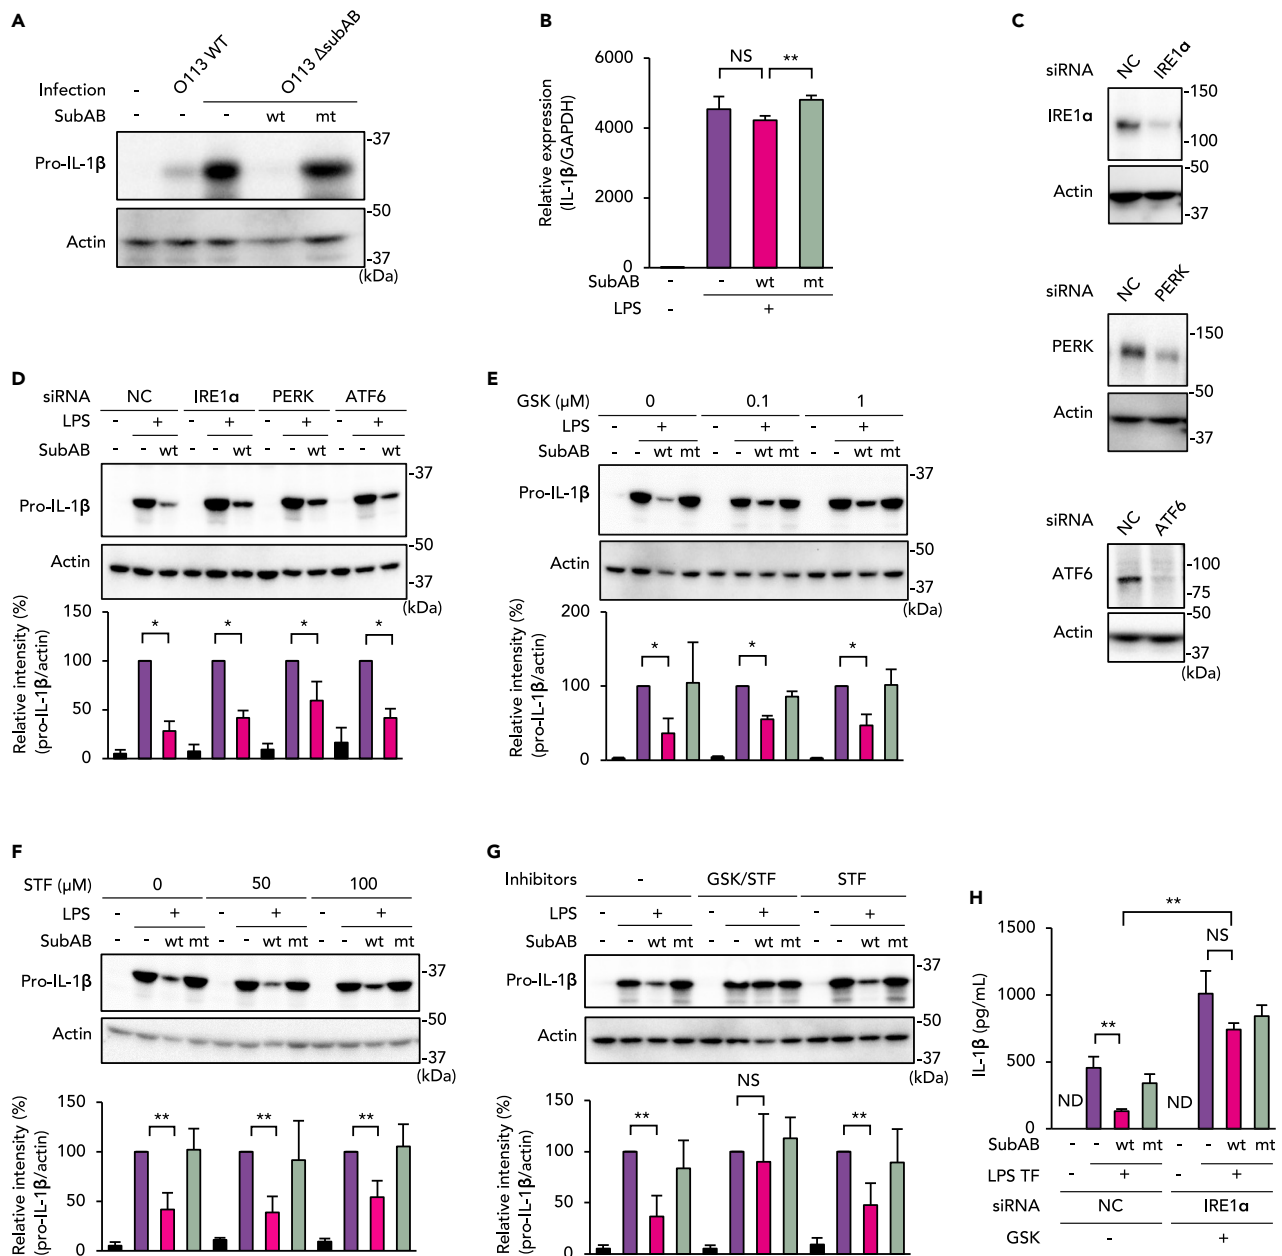 A
O113 WT
O113 ΔsubAB
Infection -
SubAB - - wt mt
Pro-IL-1β
-37
-50
Actin
-37
(kDa)
B
Relative expression
(IL-1β/GAPDH)
6000
4000
2000
0
NS **
SubAB - - wt mt
LPS - +
C
siRNA NC IRE1α
-150
IRE1α
-100
-50
Actin
-37
siRNA NC PERK
-150
PERK
-50
Actin
-37
siRNA NC ATF6
-100
ATF6
-75
-50
Actin
-37
(kDa)
D
siRNA NC IRE1α PERK ATF6
LPS - + - + - + - +
SubAB - - wt - - wt - - wt - - wt
-37
Pro-IL-1β
-50
Actin
-37
(kDa)
Relative intensity (%)
(pro-IL-1β/actin)
150
100
50
0
* * * *
E
GSK (μM) 0 0.1 1
LPS - + - + - +
SubAB - - wt mt - - wt mt - - wt mt
-37
Pro-IL-1β
-50
Actin
-37
(kDa)
Relative intensity (%)
(pro-IL-1β/actin)
200
100
0
* * *
F
STF (μM) 0 50 100
LPS - + - + - +
SubAB - - wt mt - - wt mt - - wt mt
-37
Pro-IL-1β
-50
Actin
-37
(kDa)
Relative intensity (%)
(pro-IL-1β/actin)
150
100
50
0
** ** **
G
Inhibitors - GSK/STF STF
LPS - + - + - +
SubAB - - wt mt - - wt mt - - wt mt
-37
Pro-IL-1β
-50
Actin
-37
(kDa)
Relative intensity (%)
(pro-IL-1β/actin)
150
100
50
0
** NS **
H
IL-1β (pg/mL)
1500
1000
500
0
**
NS
**
ND ND
SubAB - - wt mt - - wt mt
LPS TF - + - +
siRNA NC IRE1α
GSK - +